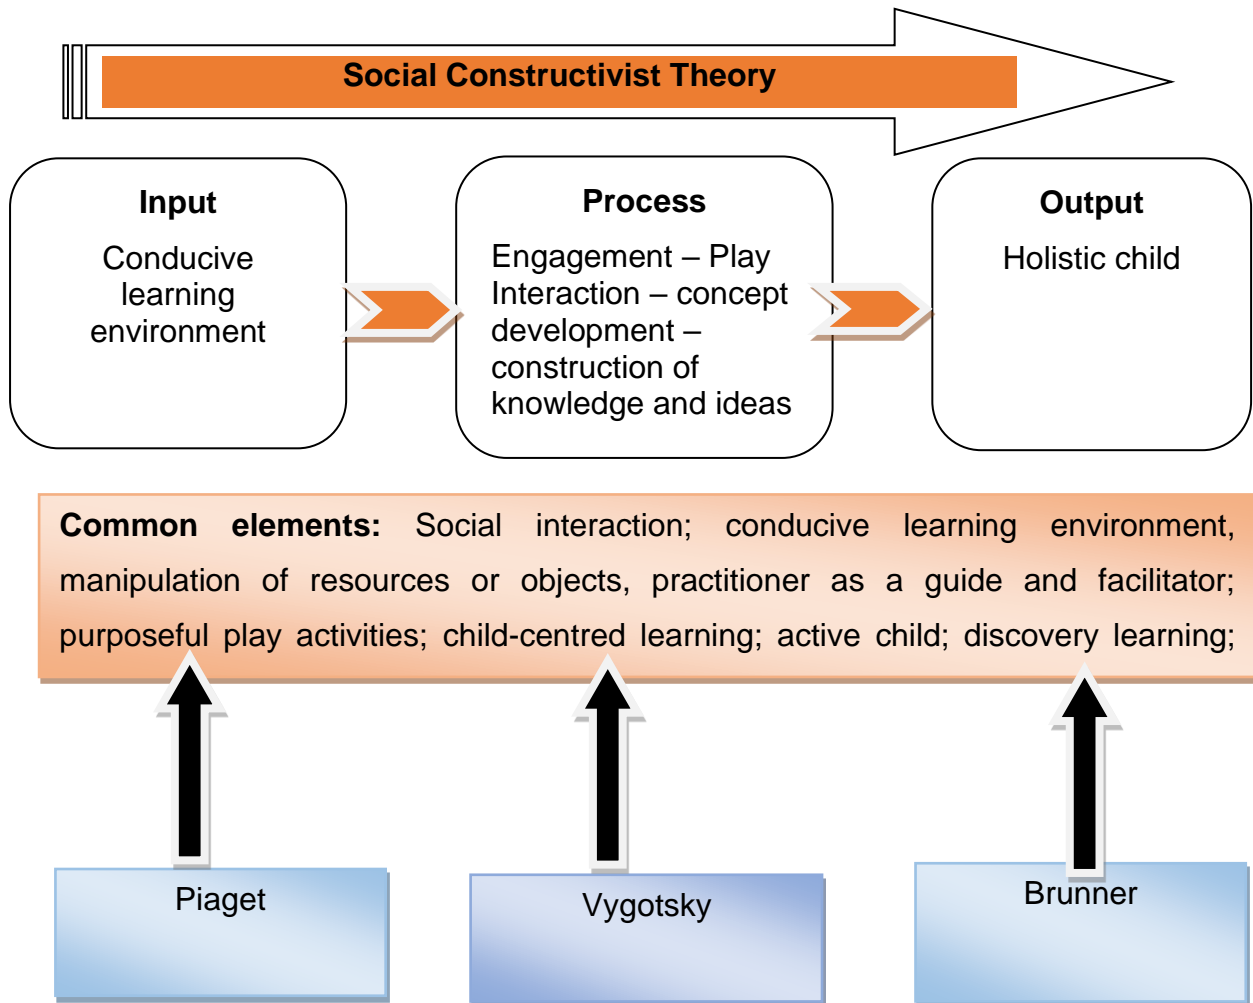 Social Constructivist Theory
Input
Conducive
learning
environment
Process
Engagement – Play
Interaction – concept
development –
construction of
knowledge and ideas
Output
Holistic child
Common elements: Social interaction; conducive learning environment,
manipulation of resources or objects, practitioner as a guide and facilitator;
purposeful play activities; child-centred learning; active child; discovery learning;
Piaget
Vygotsky
Brunner